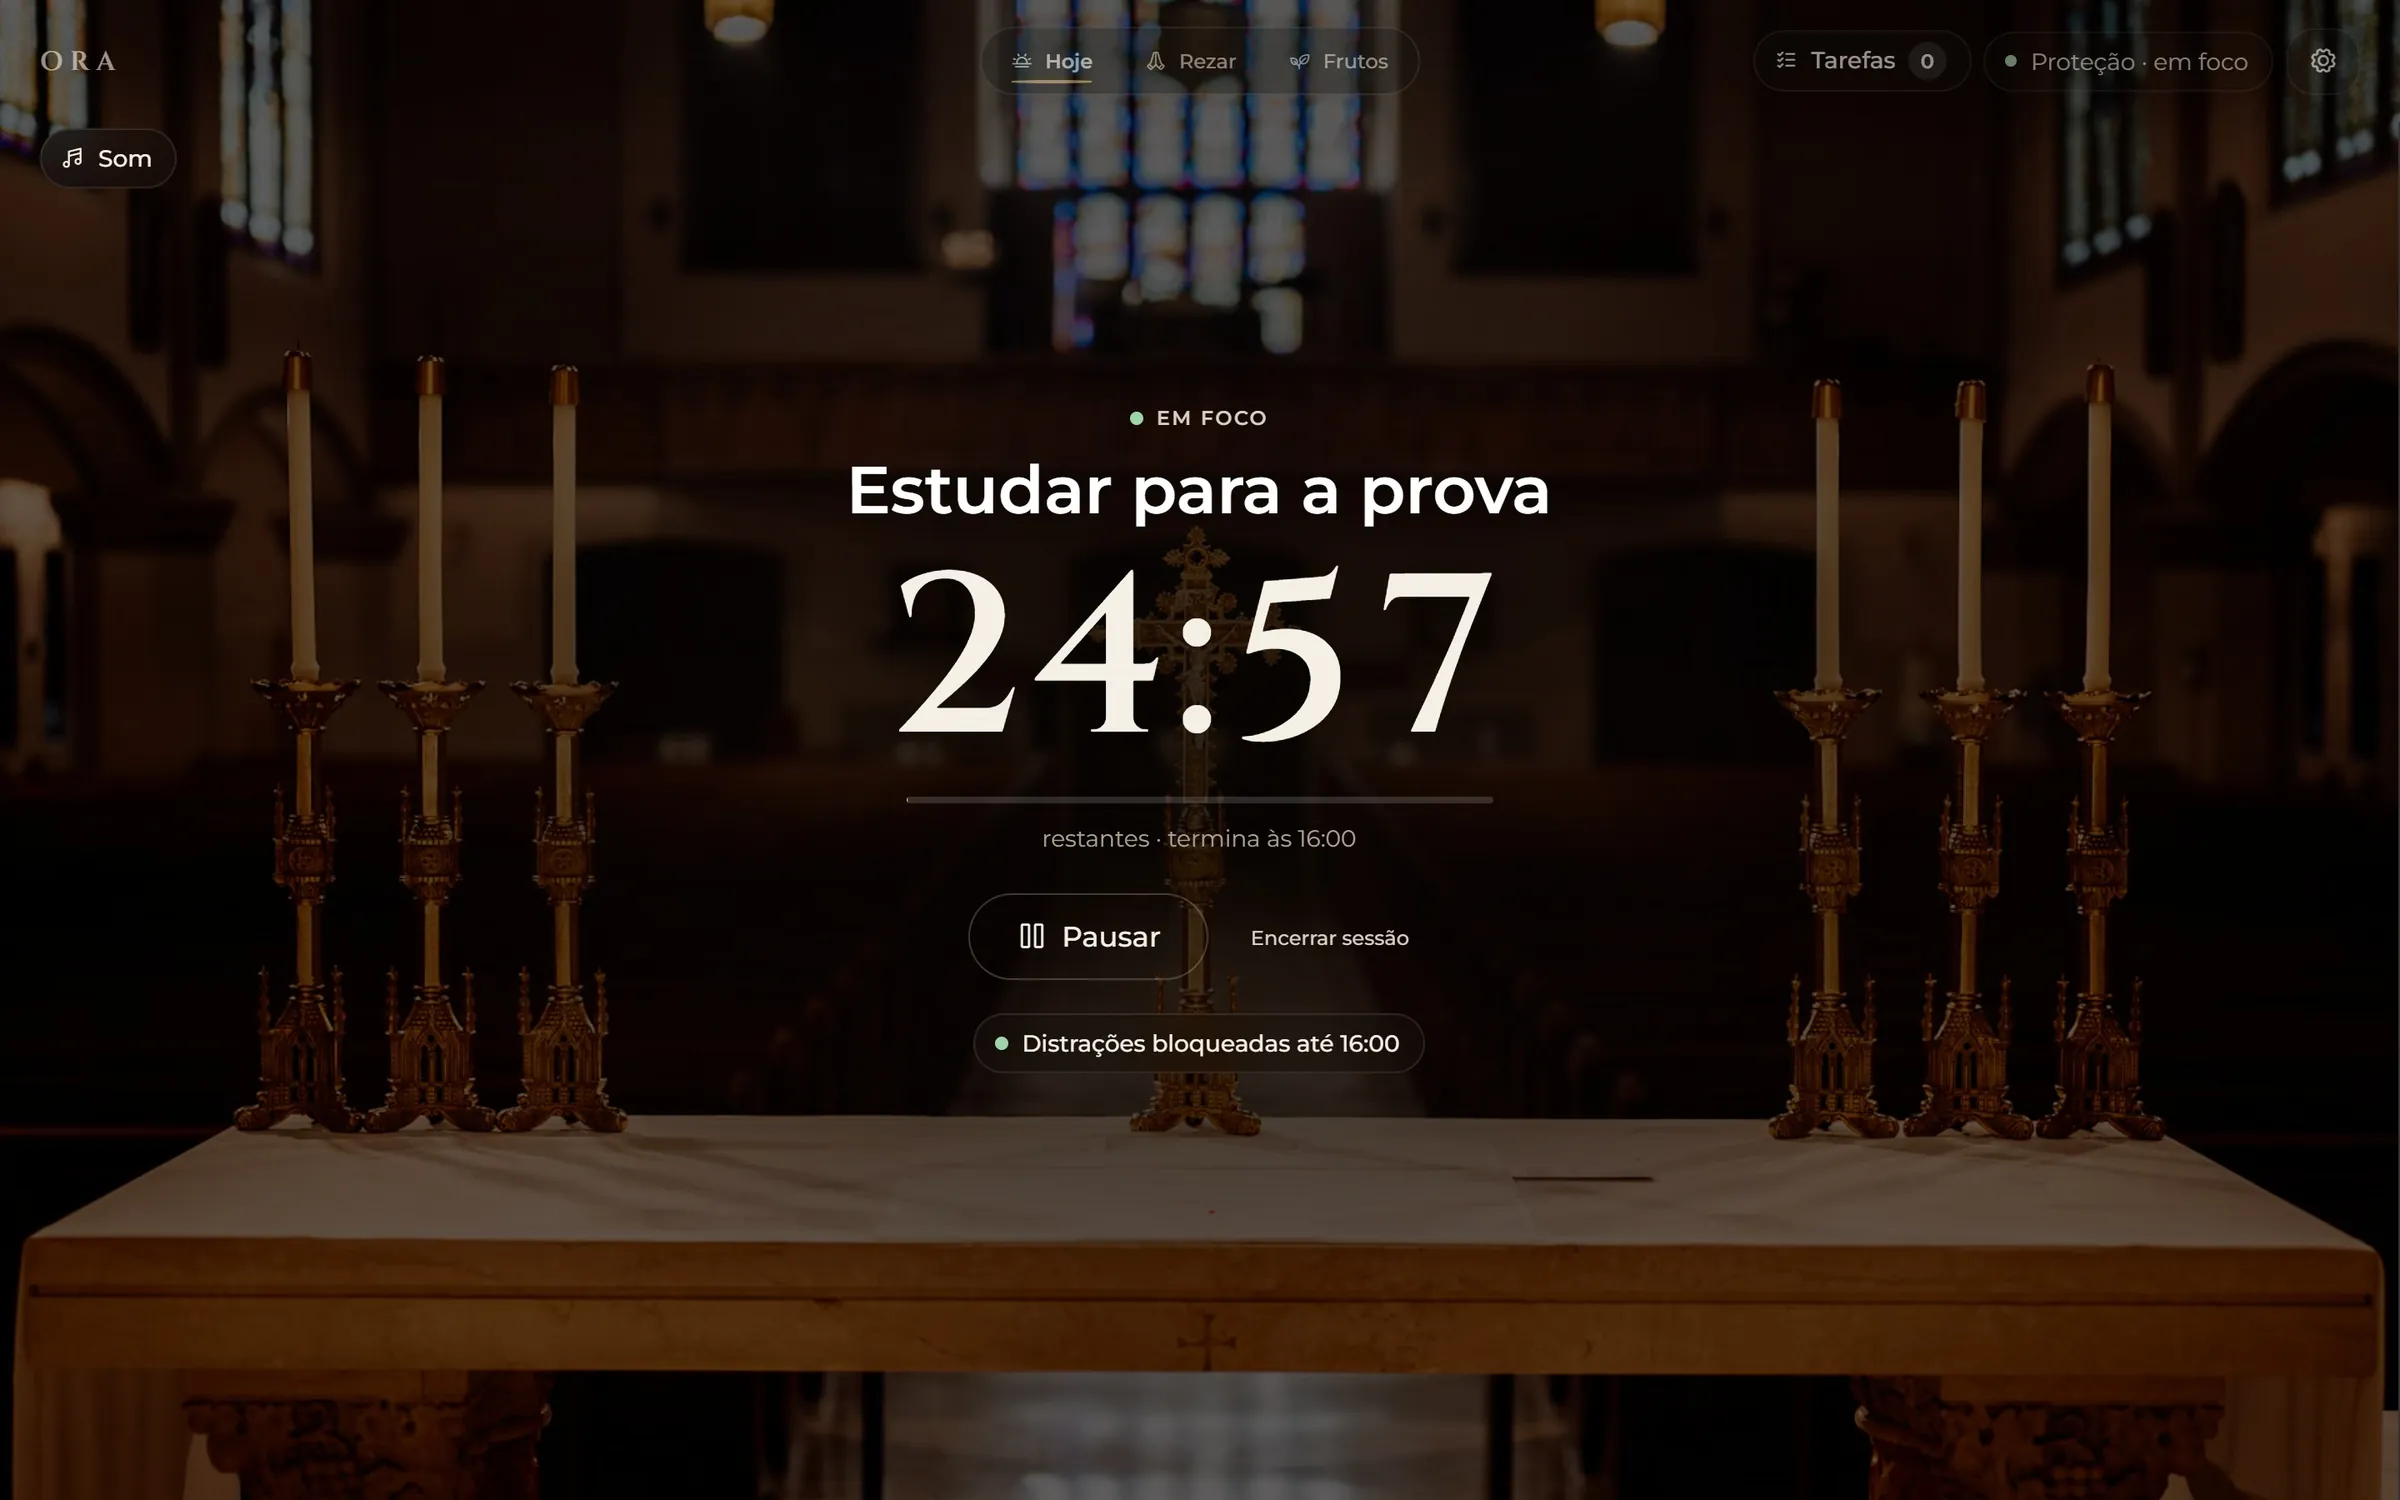 ORA
Hoje
Rezar
Frutos
Tarefas 0
Proteção · em foco
Som
EM FOCO
Estudar para a prova
24:57
restantes · termina às 16:00
Pausar
Encerrar sessão
Distrações bloqueadas até 16:00